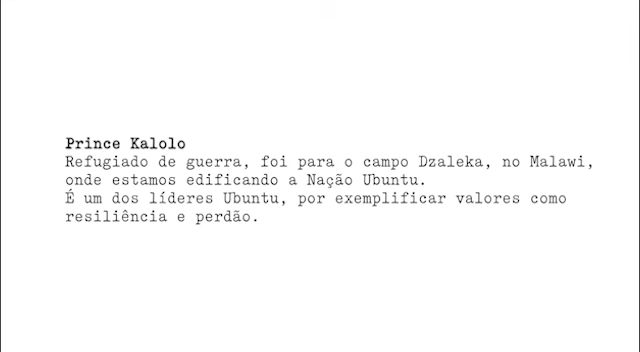 Prince Kalolo
Refugiado de guerra, foi para o campo Dzaleka, no Malawi,
onde estamos edificando a Nação Ubuntu.
É um dos líderes Ubuntu, por exemplificar valores como
resiliência e perdão.